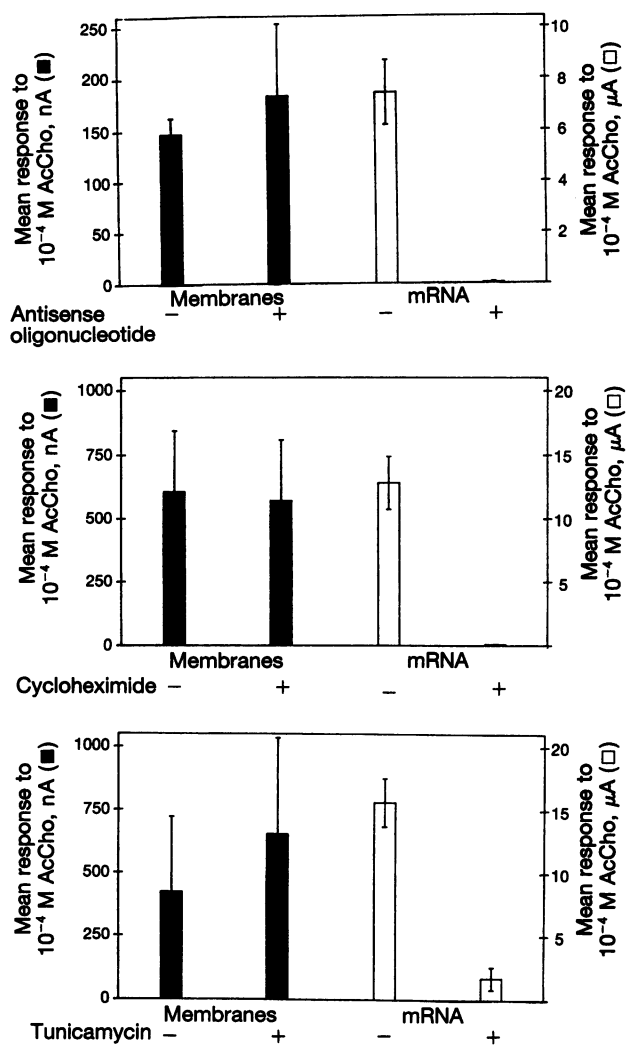 Mean response to
10⁻⁴ M AcCho, nA (■)
250
200
150
100
50
0
10
8
6
4
2
Mean response to
10⁻⁴ M AcCho, μA (□)
Membranes mRNA
Antisense
oligonucleotide − + − +
Mean response to
10⁻⁴ M AcCho, nA (■)
1000
750
500
250
0
20
15
10
5
Mean response to
10⁻⁴ M AcCho, μA (□)
Membranes mRNA
Cycloheximide − + − +
Mean response to
10⁻⁴ M AcCho, nA (■)
1000
750
500
250
0
20
15
10
5
Mean response to
10⁻⁴ M AcCho, μA (□)
Membranes mRNA
Tunicamycin − + − +